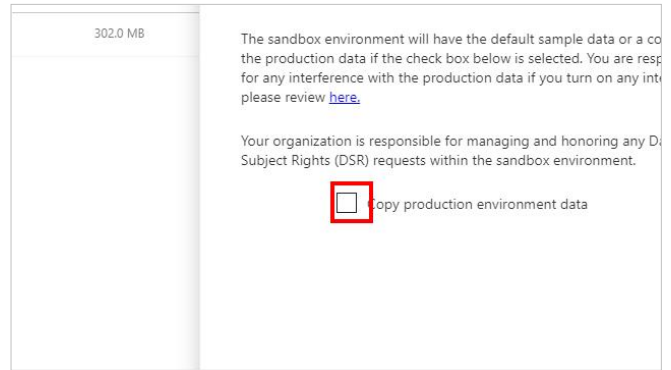 302.0 MB
The sandbox environment will have the default sample data or a co
the production data if the check box below is selected. You are resp
for any interference with the production data if you turn on any int
please review here.
Your organization is responsible for managing and honoring any Da
Subject Rights (DSR) requests within the sandbox environment.
Copy production environment data